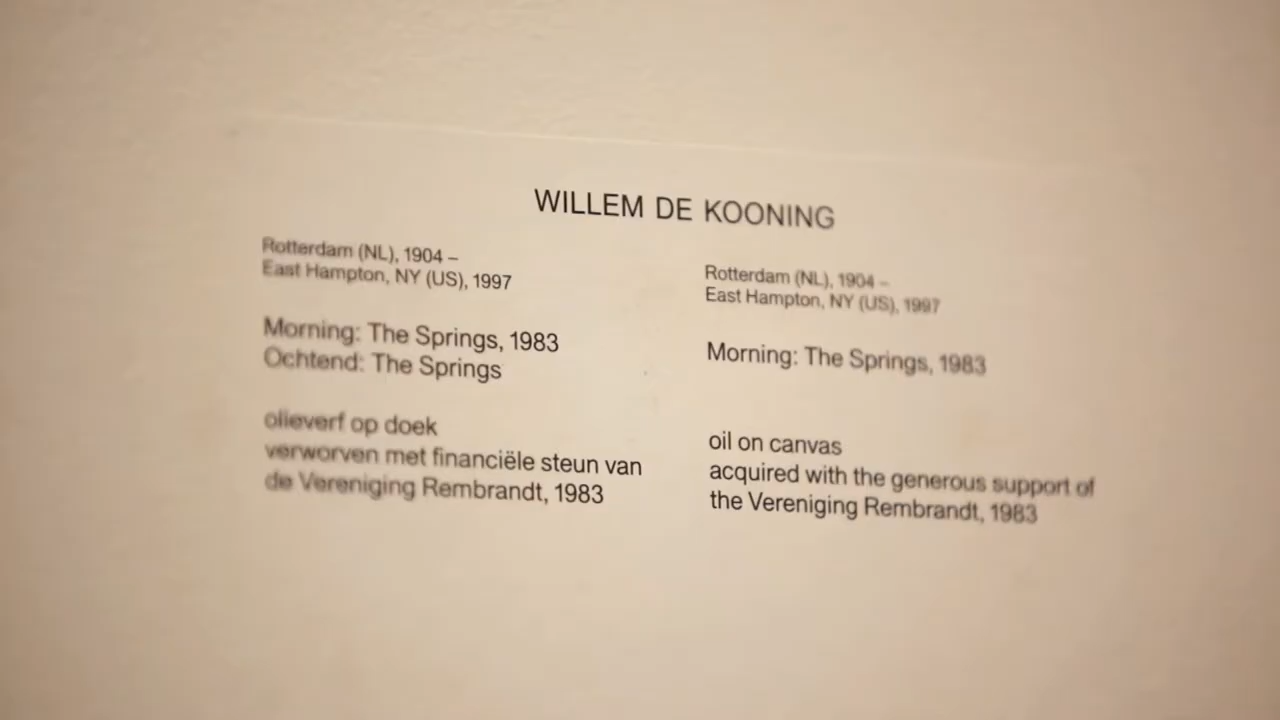 WILLEM DE KOONING
Rotterdam (NL), 1904 –
East Hampton, NY (US), 1997
Morning: The Springs, 1983
Ochtend: The Springs
olieverf op doek
verworven met financiële steun van
de Vereniging Rembrandt, 1983
Rotterdam (NL), 1904 –
East Hampton, NY (US), 1997
Morning: The Springs, 1983
oil on canvas
acquired with the generous support of
the Vereniging Rembrandt, 1983